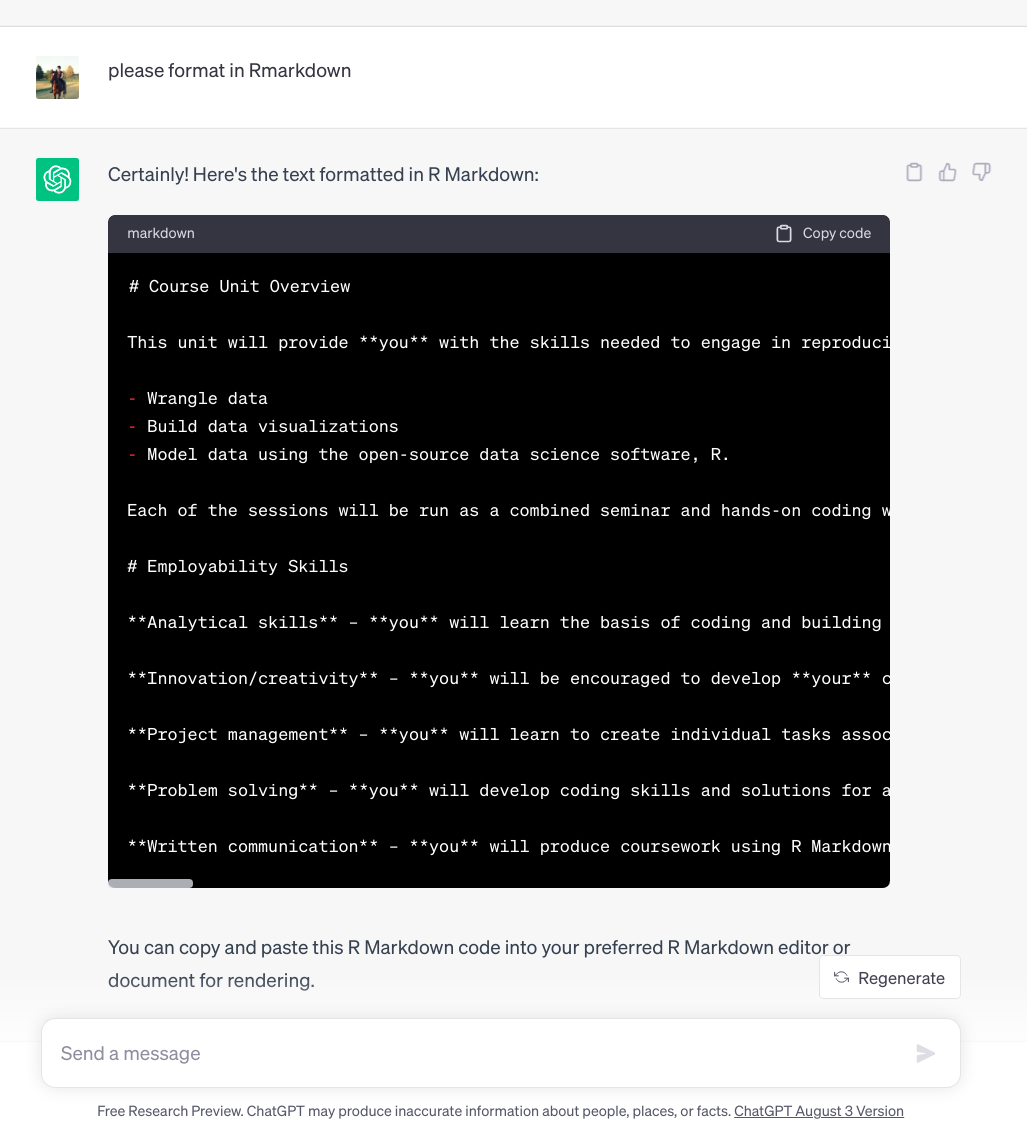 please format in Rmarkdown
Certainly! Here's the text formatted in R Markdown:
markdown
Copy code
# Course Unit Overview
This unit will provide **you** with the skills needed to engage in reproduci
- Wrangle data
- Build data visualizations
- Model data using the open-source data science software, R.
Each of the sessions will be run as a combined seminar and hands-on coding w
# Employability Skills
**Analytical skills** – **you** will learn the basis of coding and building
**Innovation/creativity** – **you** will be encouraged to develop **your** c
**Project management** – **you** will learn to create individual tasks assoc
**Problem solving** – **you** will develop coding skills and solutions for a
**Written communication** – **you** will produce coursework using R Markdown
You can copy and paste this R Markdown code into your preferred R Markdown editor or
document for rendering.
Regenerate
Send a message
Free Research Preview. ChatGPT may produce inaccurate information about people, places, or facts. ChatGPT August 3 Version